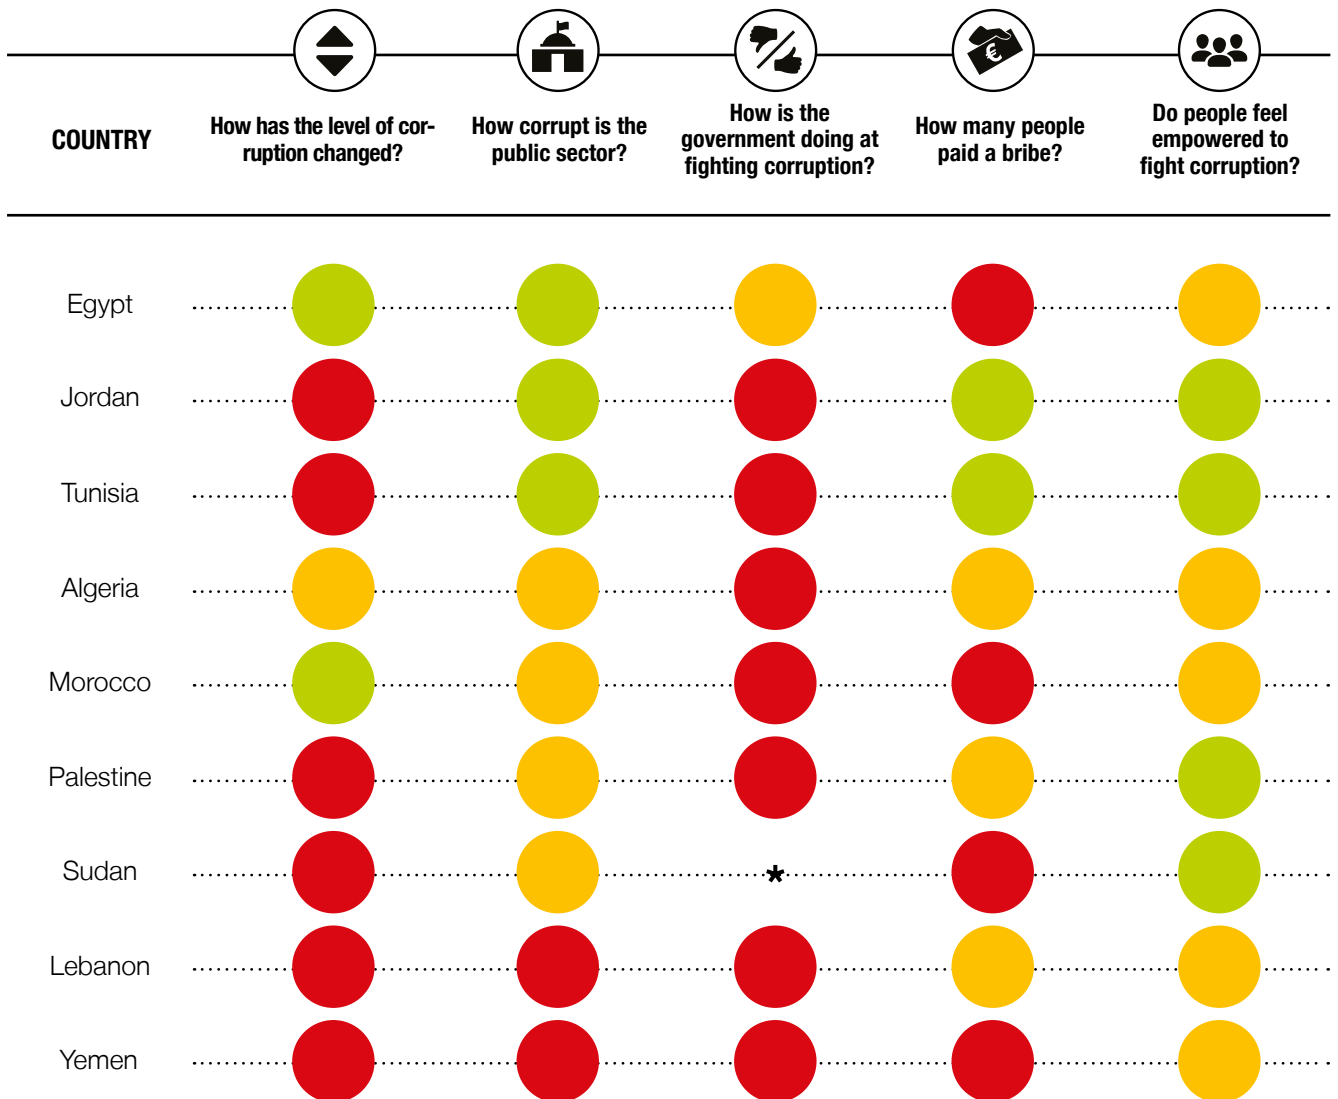 €
COUNTRY
How has the level of cor-
ruption changed?
How corrupt is the
public sector?
How is the
government doing at
fighting corruption?
How many people
paid a bribe?
Do people feel
empowered to
fight corruption?
Egypt
Jordan
Tunisia
Algeria
Morocco
Palestine
Sudan
*
Lebanon
Yemen